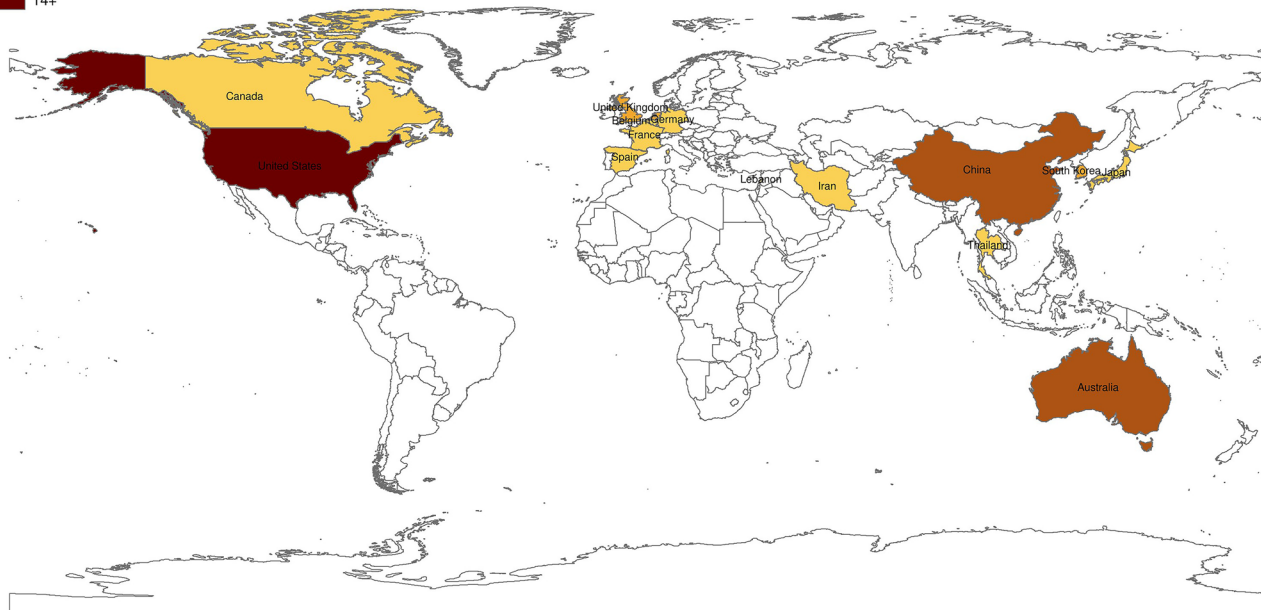 14+
Canada
United Kingdom
Belgium
Germany
France
Spain
United States
Lebanon
Iran
China
South Korea
Japan
Thailand
Australia